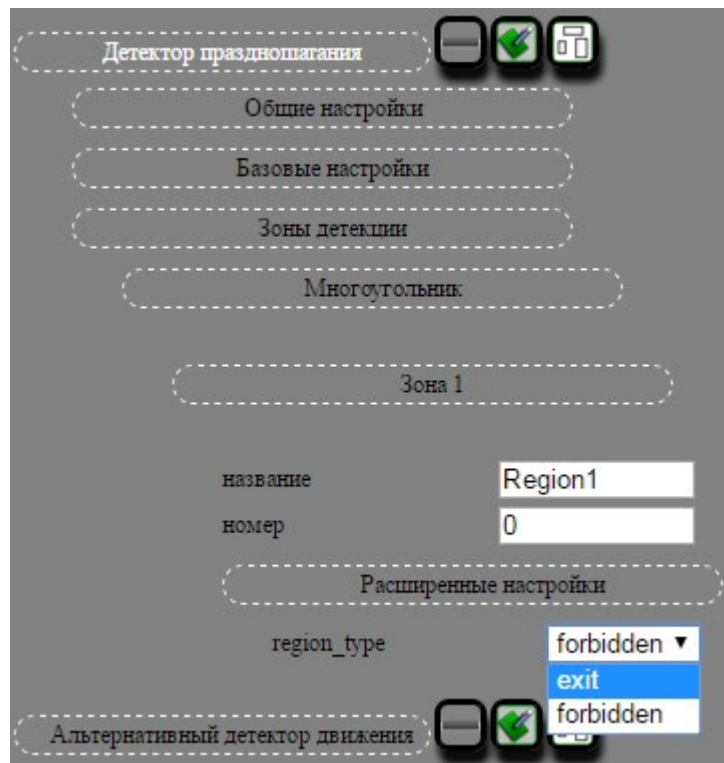 Детектор праздношатания
Общие настройки
Базовые настройки
Зоны детекции
Многоугольник
Зона 1
название Region1
номер 0
Расширенные настройки
region_type forbidden
exit
forbidden
Альтернативный детектор движения